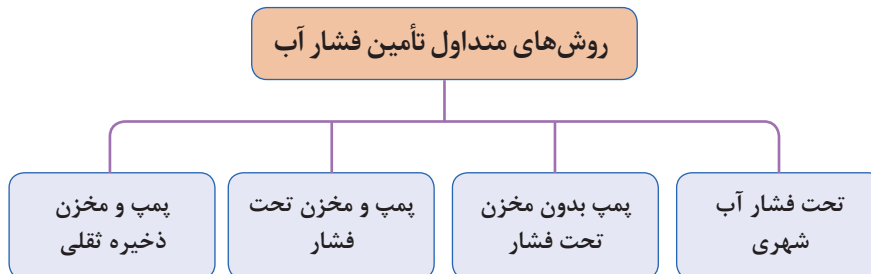 روش‌های متداول تأمین فشار آب
تحت فشار آب
شهری
پمپ بدون مخزن
تحت فشار
پمپ و مخزن تحت
فشار
پمپ و مخزن
ذخیره ثقلی